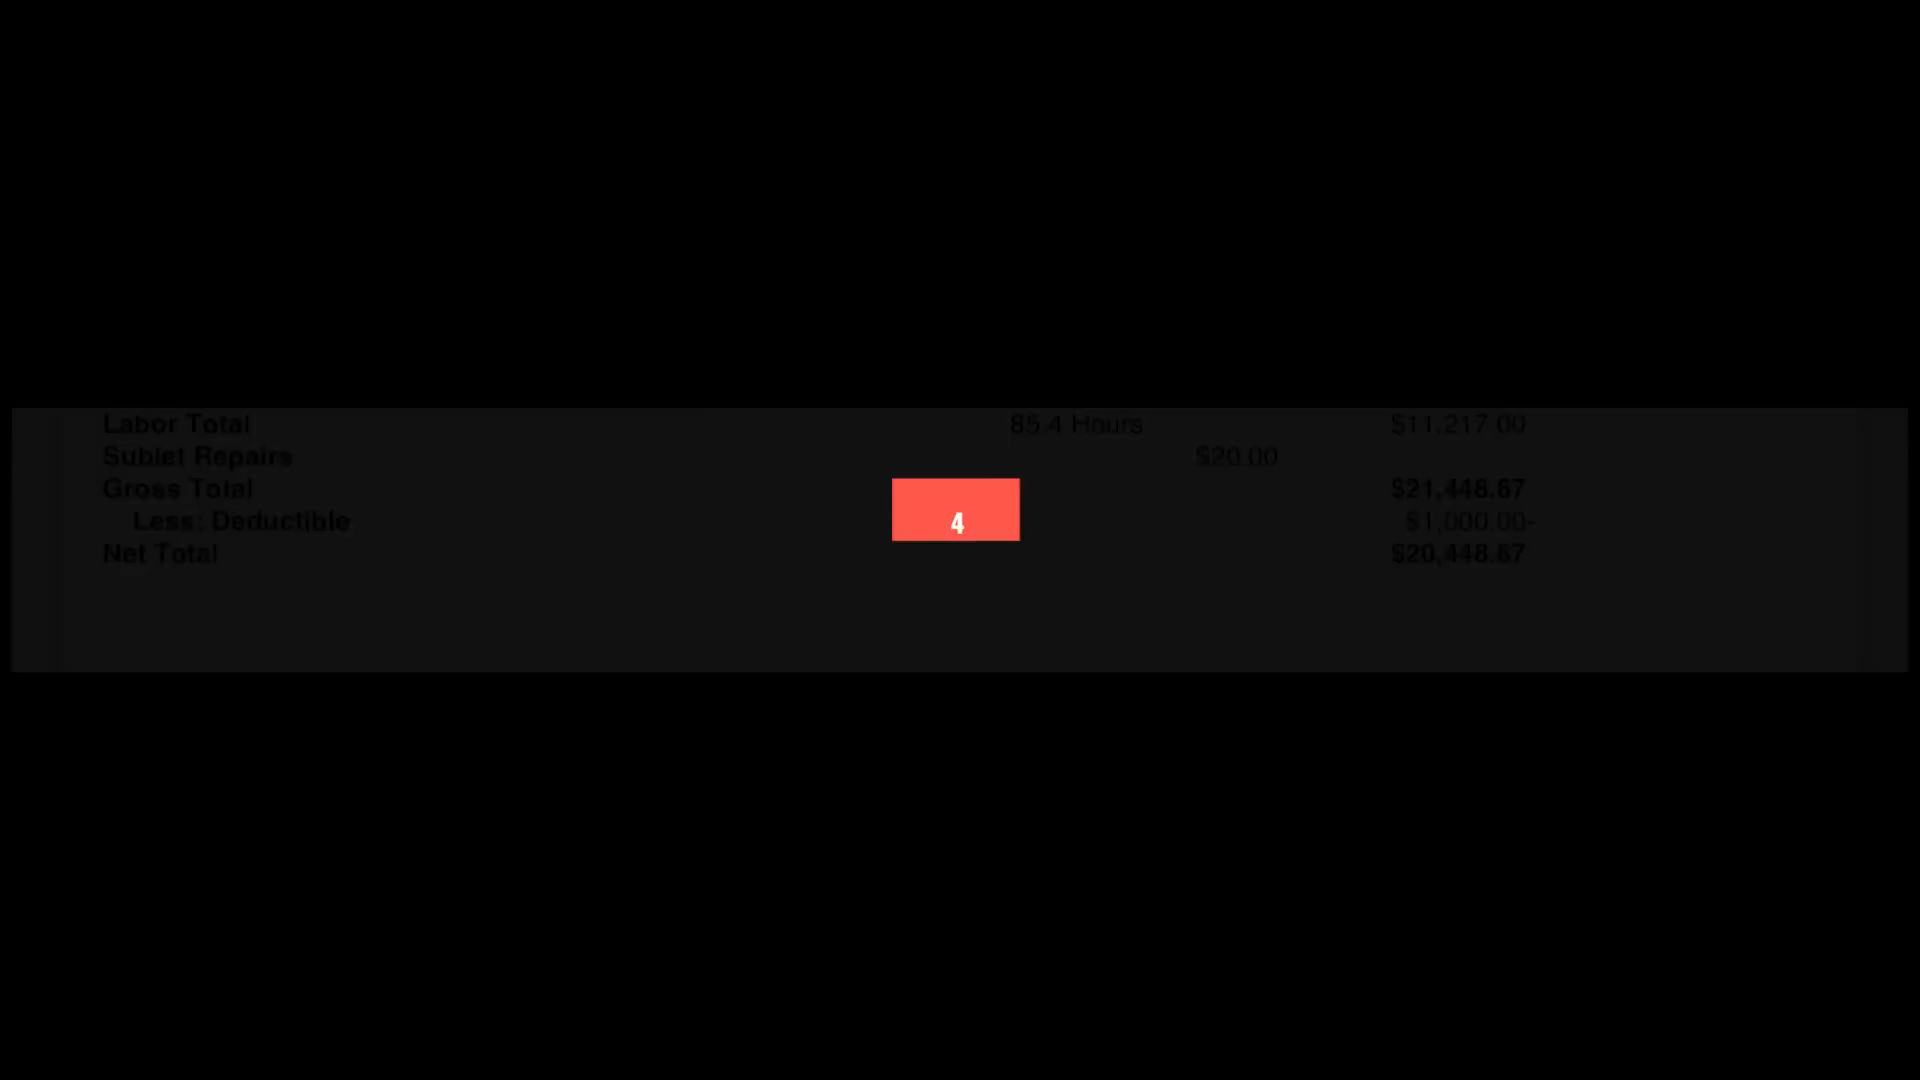 Labor Total 85.4 Hours $11,217.00
Sublet Repairs $20.00
Gross Total $21,448.67
4
Less: Deductible $1,000.00-
Net Total $20,448.67